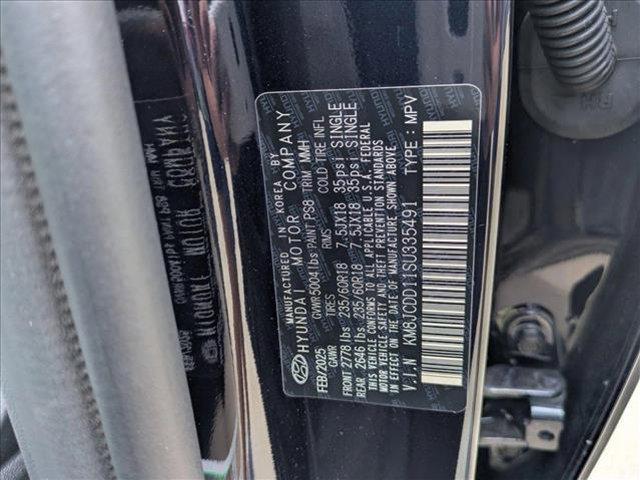 MANUFACTURED IN KOREA BY
HYUNDAI MOTOR COMPANY
FEB/2025 GVWR 5004 lbs PAINT PS8 TRIM MMH
GAWR TIRES RIMS COLD TIRE INFL
FRONT 2778 lbs: 235/60R18 7.5JX18 35psi SINGLE
REAR 2646 lbs: 235/60R18 7.5JX18 35psi SINGLE
THIS VEHICLE CONFORMS TO ALL APPLICABLE U.S.A. FEDERAL
MOTOR VEHICLE SAFETY AND THEFT PREVENTION STANDARDS
IN EFFECT ON THE DATE OF MANUFACTURE SHOWN ABOVE.
V.I.N KM8JCDD11SU335491 TYPE : MPV